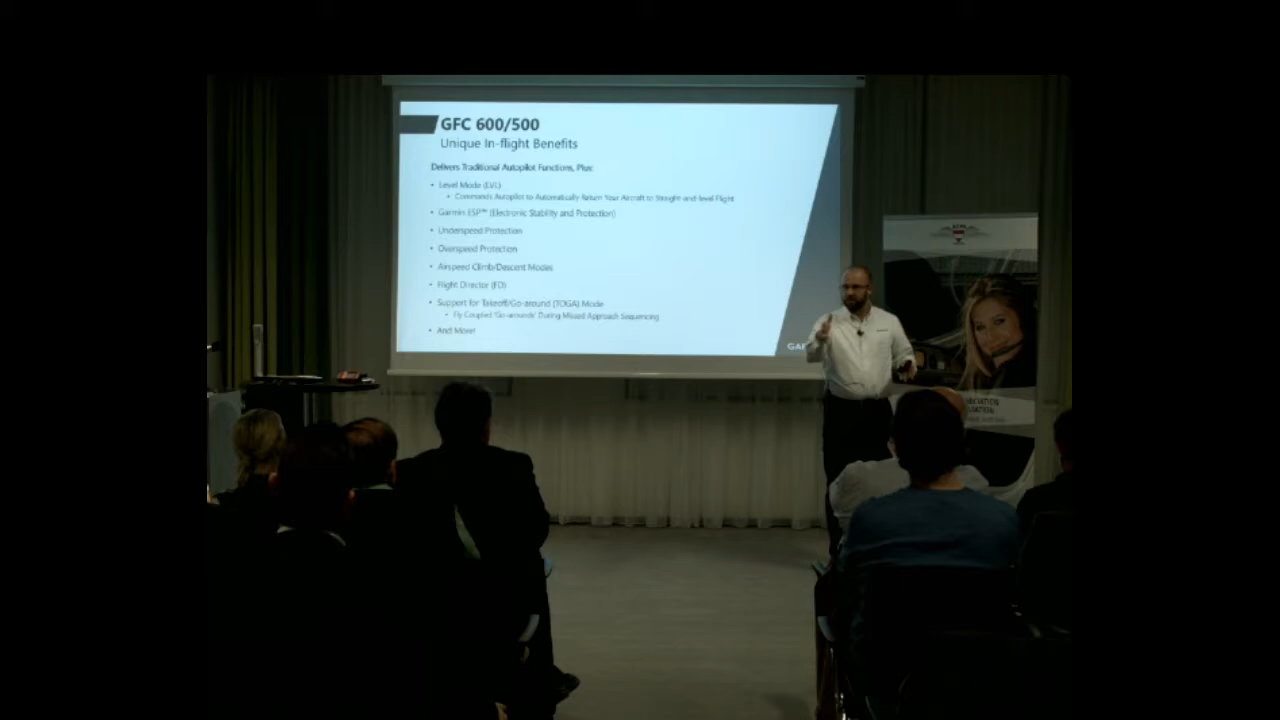 GFC 600/500
Unique In-flight Benefits
Delivers Traditional Autopilot Functions, Plus:
• Level Mode (LVL)
• Commands Autopilot to Automatically Return Your Aircraft to Straight-and-level Flight
• Garmin ESP™ (Electronic Stability and Protection)
• Underspeed Protection
• Overspeed Protection
• Airspeed Climb/Descent Modes
• Flight Director (FD)
• Support for Takeoff/Go-around (TOGA) Mode
• Fly Coupled 'Go-arounds' During Missed Approach Sequencing
• And More!
GA